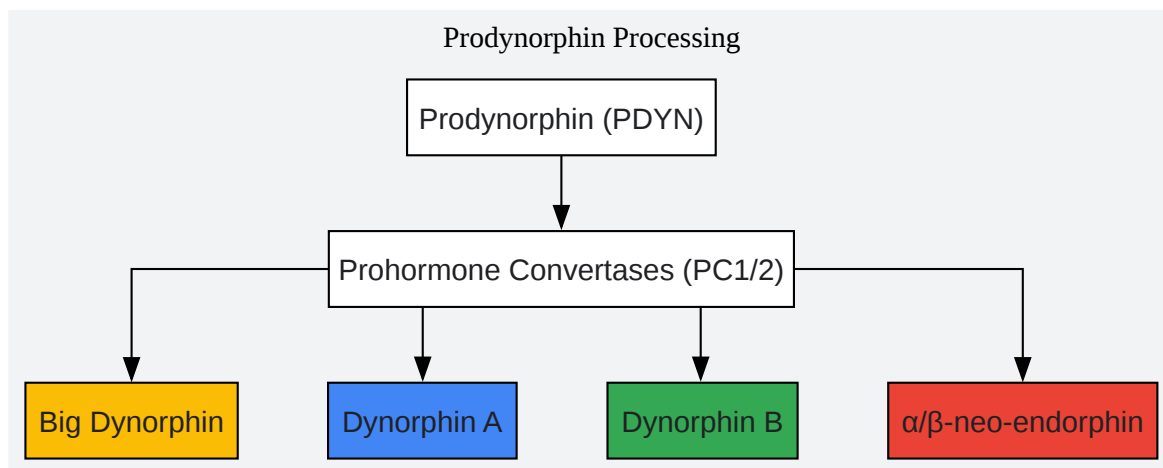 Prodynorphin Processing
Prodynorphin (PDYN)
Prohormone Convertases (PC1/2)
Big Dynorphin
Dynorphin A
Dynorphin B
α/β-neo-endorphin